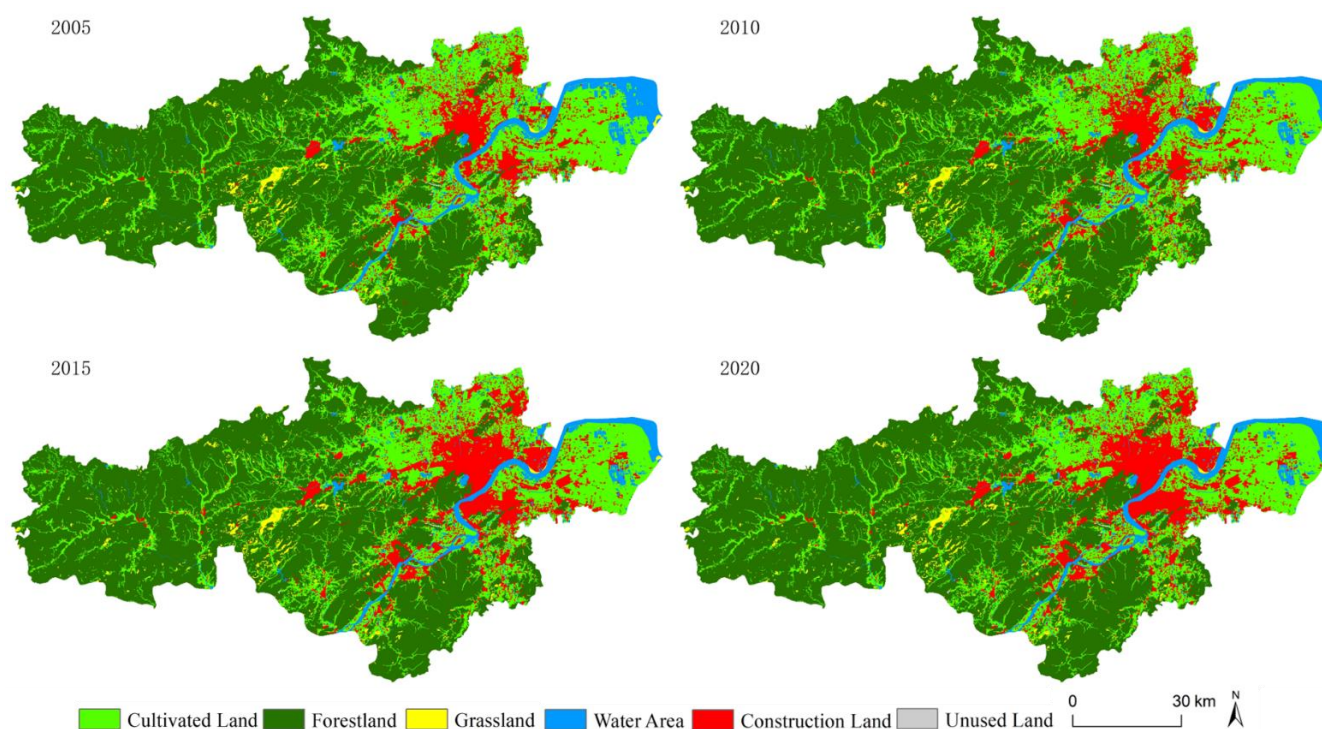 2005
2010
2015
2020
Cultivated Land Forestland Grassland Water Area Construction Land Unused Land
0 30 km
N